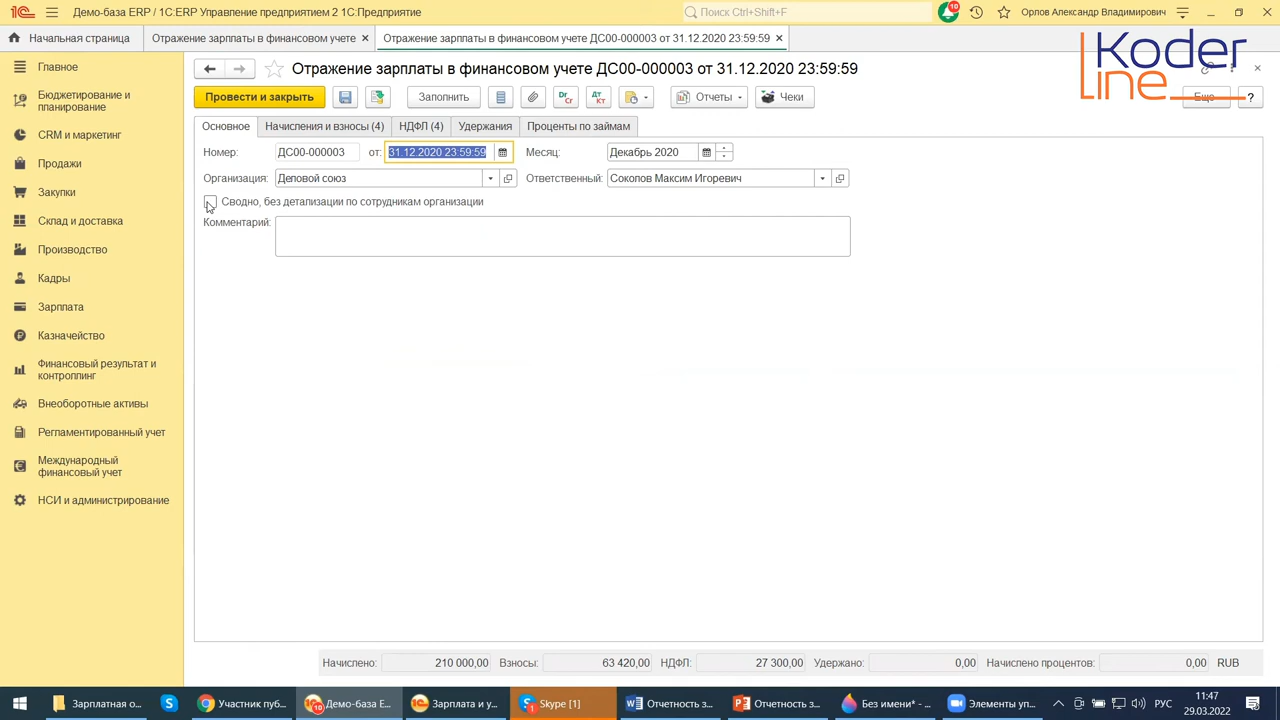 Демо-база ERP / 1С:ERP Управление предприятием 2 1С:Предприятие
Поиск Ctrl+Shift+F
10
Орлов Александр Владимирович
Начальная страница
Отражение зарплаты в финансовом учете
Отражение зарплаты в финансовом учете ДС00-000003 от 31.12.2020 23:59:59
Koder Line
Главное
Бюджетирование и
планирование
CRM и маркетинг
Продажи
Закупки
Склад и доставка
Производство
Кадры
Зарплата
Казначейство
Финансовый результат и
контроллинг
Внеоборотные активы
Регламентированный учет
Международный
финансовый учет
НСИ и администрирование
Отражение зарплаты в финансовом учете ДС00-000003 от 31.12.2020 23:59:59
Провести и закрыть
Заполнить
Dr Cr
Дт Кт
Отчеты
Чеки
Еще
?
Основное
Начисления и взносы (4)
НДФЛ (4)
Удержания
Проценты по займам
Номер: ДС00-000003 от: 31.12.2020 23:59:59 Месяц: Декабрь 2020
Организация: Деловой союз Ответственный: Соколов Максим Игоревич
Сводно, без детализации по сотрудникам организации
Комментарий:
Начислено: 210 000,00 Взносы: 63 420,00 НДФЛ: 27 300,00 Удержано: 0,00 Начислено процентов: 0,00 RUB
Зарплатная о...
Участник пуб...
Демо-база E...
Зарплата и у...
Skype [1]
Отчетность з...
Отчетность з...
Без имени* - ...
Элементы уп...
РУС
11:47
29.03.2022